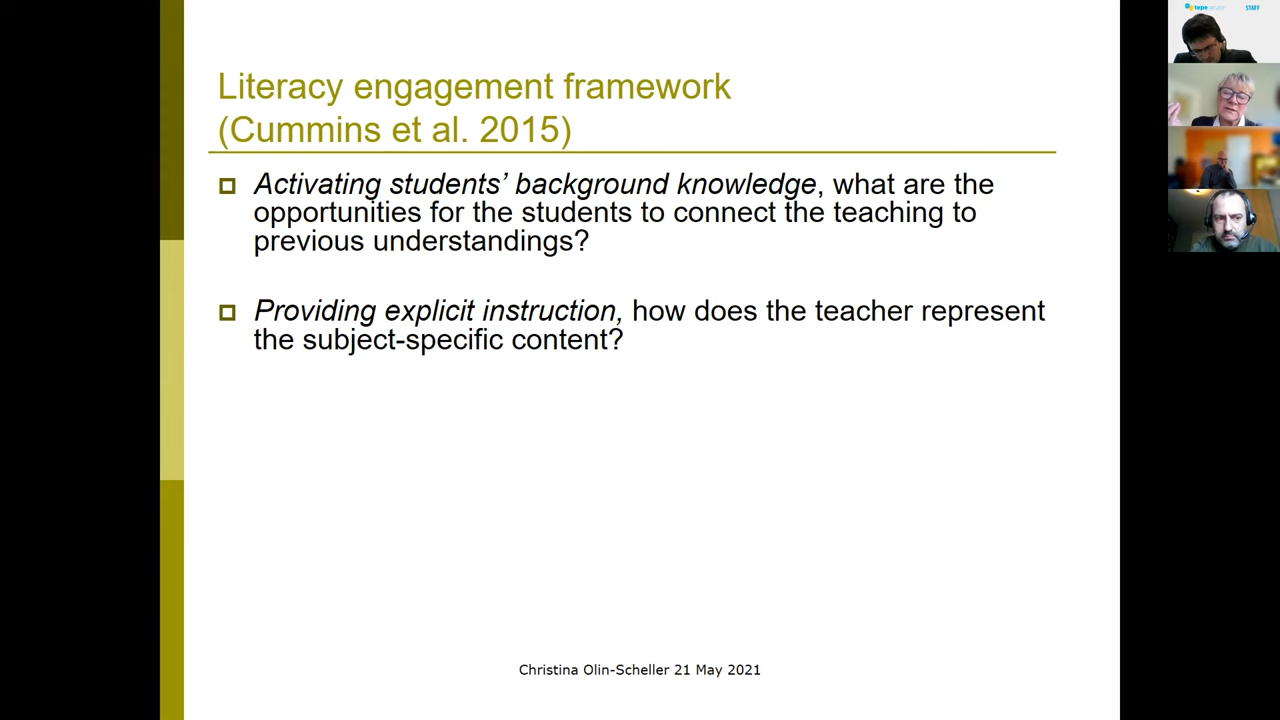 Literacy engagement framework
(Cummins et al. 2015)
Activating students’ background knowledge, what are the
opportunities for the students to connect the teaching to
previous understandings?
Providing explicit instruction, how does the teacher represent
the subject-specific content?
Christina Olin-Scheller 21 May 2021
tepe
STAFF